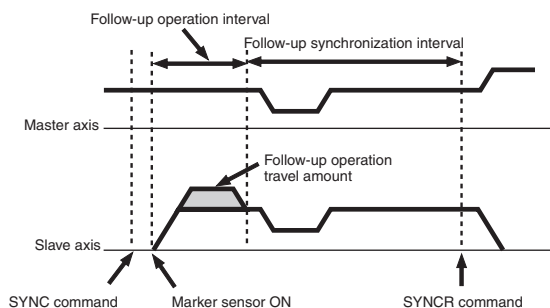 Follow-up operation interval
Follow-up synchronization interval
Master axis
Follow-up operation
travel amount
Slave axis
SYNC command
Marker sensor ON
SYNCR command